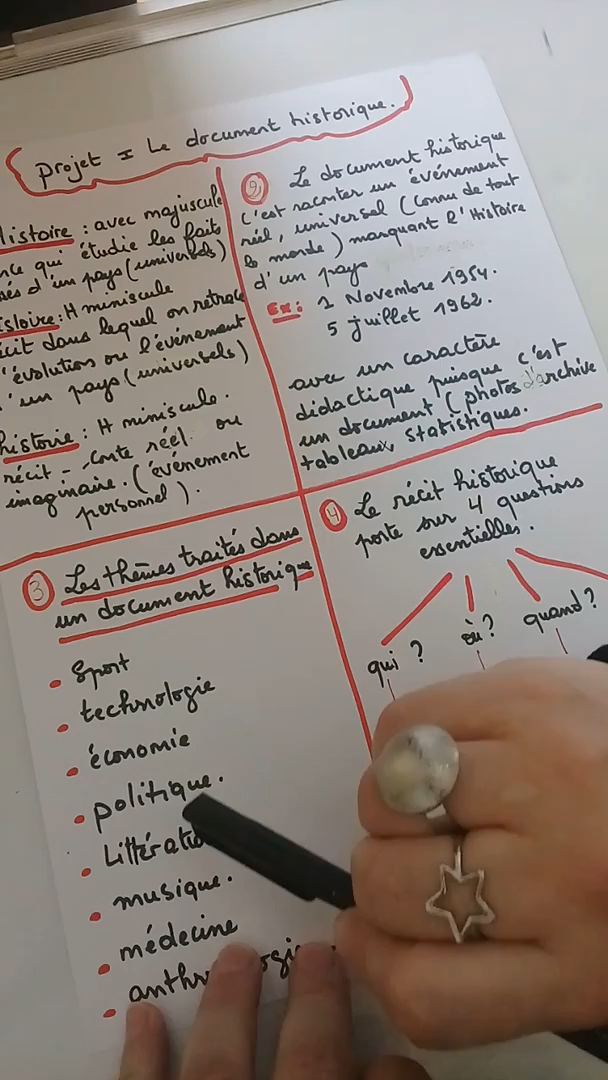 Projet I Le document historique.
Histoire : avec majuscule
qui étudie les faits
d'un pays (universels)
H miniscule
dans lequel on retrace
l'évolution ou l'événement
d'un pays (universels)
histoire : H miniscule.
récit - conte réel ou
imaginaire. (événement
personnel).
2 Le document historique
c'est raconter un événement
réel, universel (connu de tout
le monde) marquant l'Histoire
d'un pays
Ex: 1 Novembre 1954.
5 juillet 1962.
avec un caractère
didactique puisque c'est
un document (photos d'archive
tableaux statistiques.
3 Les thèmes traités dans
un document historique
• Sport
• technologie
• économie
• politique.
•
• musique.
• médecine
•
4 Le récit historique
porte sur 4 questions
essentielles.
qui ? où ? quand ?